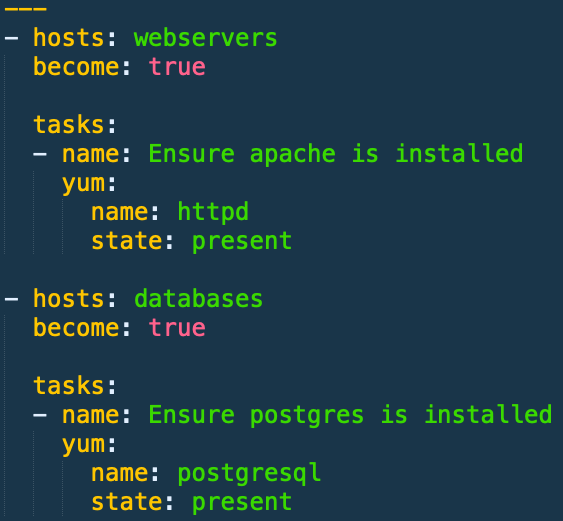 ---
- hosts: webservers
  become: true

  tasks:
  - name: Ensure apache is installed
    yum:
      name: httpd
      state: present

- hosts: databases
  become: true

  tasks:
  - name: Ensure postgres is installed
    yum:
      name: postgresql
      state: present